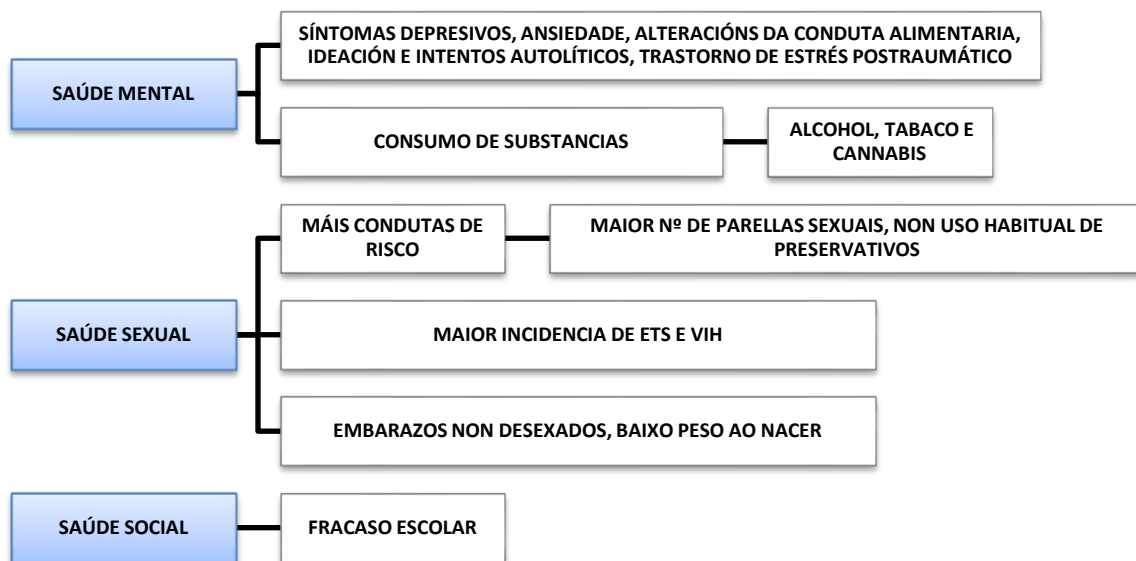 SÍNTOMAS DEPRESIVOS, ANSIEDADE, ALTERACIÓNS DA CONDUTA ALIMENTARIA,
IDEACIÓN E INTENTOS AUTOLÍTICOS, TRASTORNO DE ESTRÉS POSTRAUMÁTICO
SAÚDE MENTAL
CONSUMO DE SUBSTANCIAS
ALCOHOL, TABACO E
CANNABIS
MÁIS CONDUTAS DE
RISCO
MAIOR Nº DE PARELLAS SEXUAIS, NON USO HABITUAL DE
PRESERVATIVOS
SAÚDE SEXUAL
MAIOR INCIDENCIA DE ETS E VIH
EMBARAZOS NON DESEXADOS, BAIXO PESO AO NACER
SAÚDE SOCIAL
FRACASO ESCOLAR